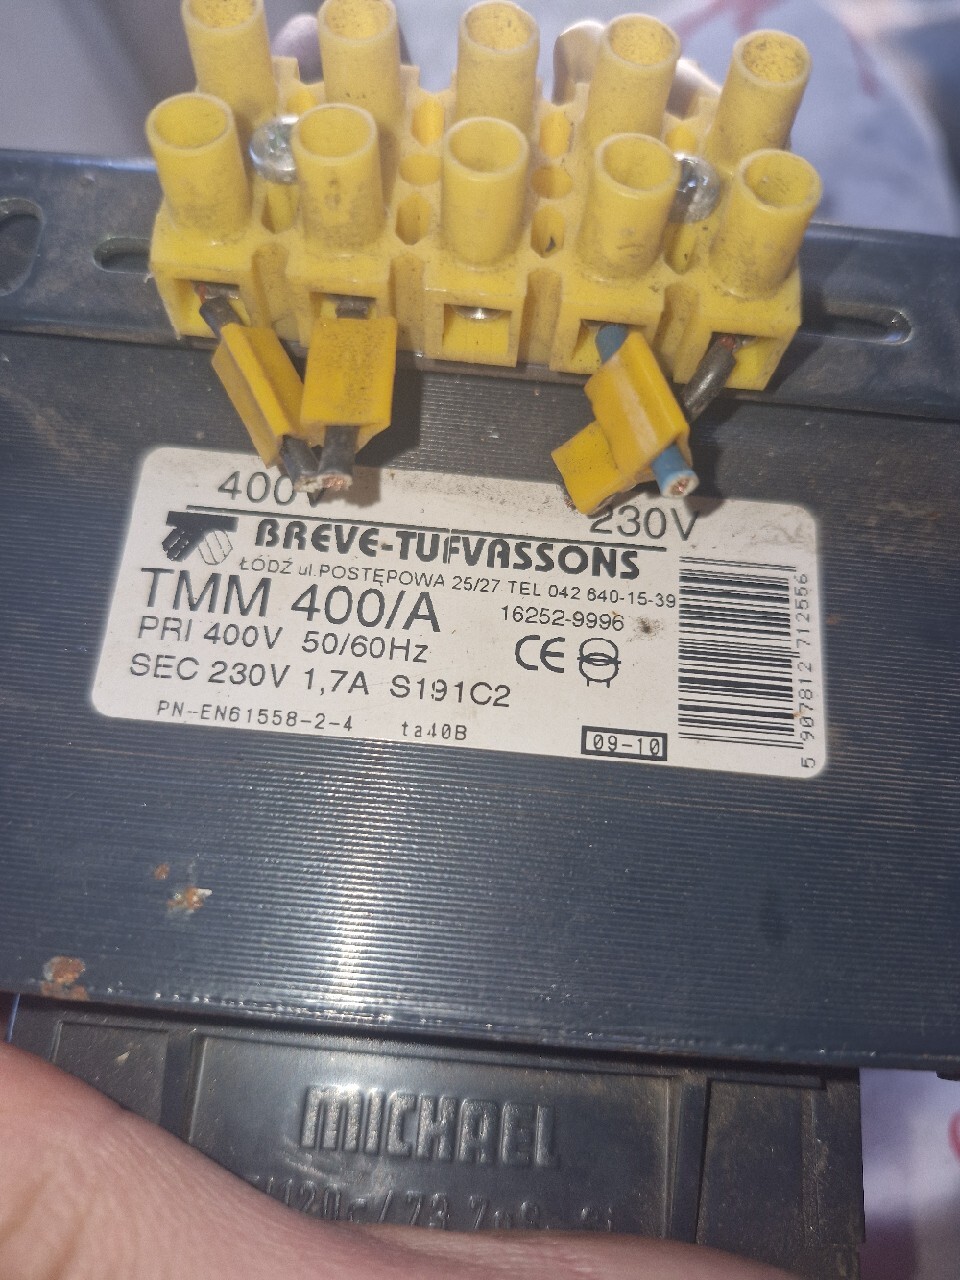 400V
230V
BREVE-TUFVASSONS
ŁÓDŹ ul.POSTĘPOWA 25/27 TEL 042 640-15-39
TMM 400/A
16252-9996
PRI 400V 50/60Hz
CE
SEC 230V 1,7A S191C2
PN-EN61558-2-4 ta40B
09-10
5 907812 712556
MICHAEL